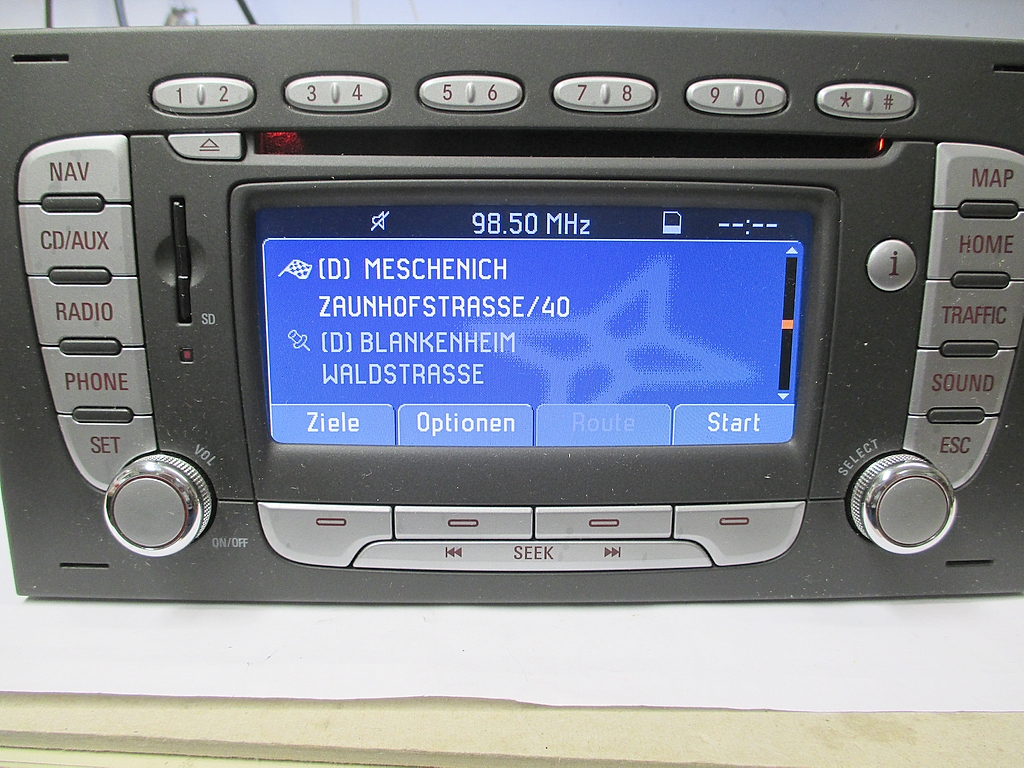 1 2 3 4 5 6 7 8 9 0 * #
NAV
CD/AUX
RADIO
PHONE
SET
VOL
ON/OFF
SD
98.50 MHz --:--
(D) MESCHENICH
ZAUNHOFSTRASSE/40
(D) BLANKENHEIM
WALDSTRASSE
Ziele Optionen Route Start
SEEK
i
MAP
HOME
TRAFFIC
SOUND
ESC
SELECT